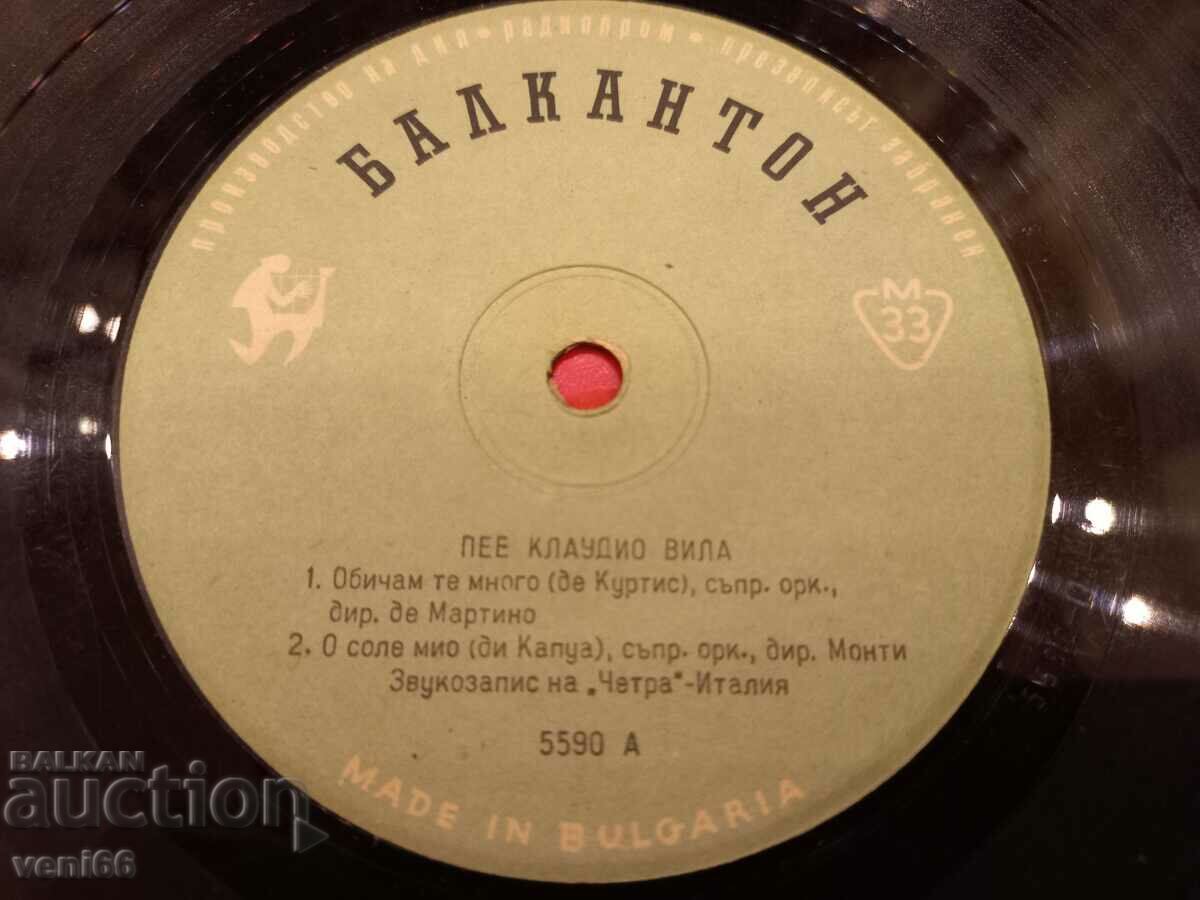 производство на дип • радиопром • презаписът забранен
БАЛКАНТОН
М
33
ПЕЕ КЛАУДИО ВИЛА
1. Обичам те много (де Куртис), съпр. орк.,
дир. де Мартино
2. О соле мио (ди Капуа), съпр. орк., дир. Монти
Звукозапис на „Четра"-Италия
5590 А
MADE IN BULGARIA
BALKAN
auction
veni66